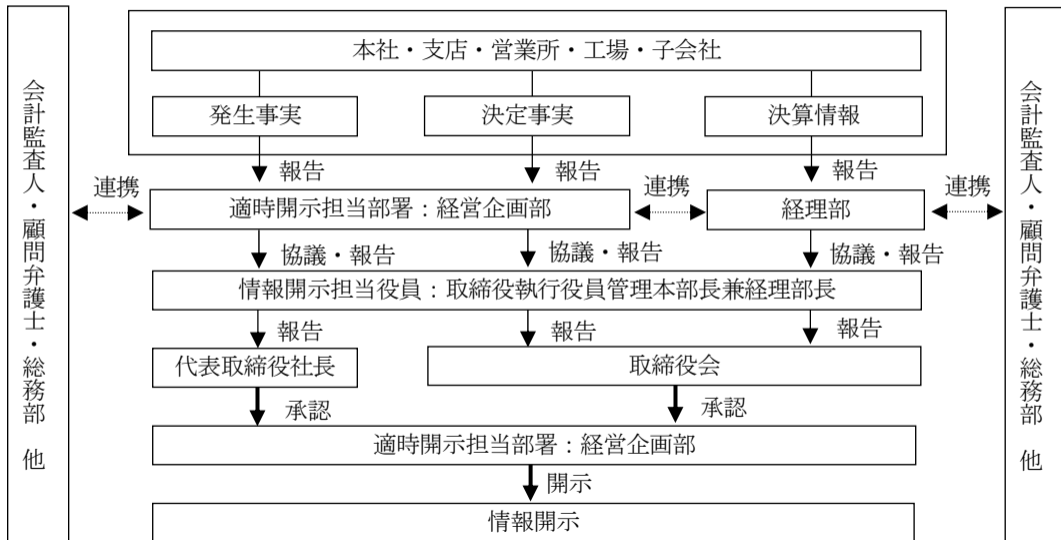 会計監査人・顧問弁護士・総務部　他
本社・支店・営業所・工場・子会社
発生事実
決定事実
決算情報
報告
報告
報告
連携
適時開示担当部署：経営企画部
連携
経理部
連携
協議・報告
協議・報告
協議・報告
情報開示担当役員：取締役執行役員管理本部長兼経理部長
報告
報告
報告
代表取締役社長
取締役会
承認
承認
適時開示担当部署：経営企画部
開示
情報開示
会計監査人・顧問弁護士・総務部　他